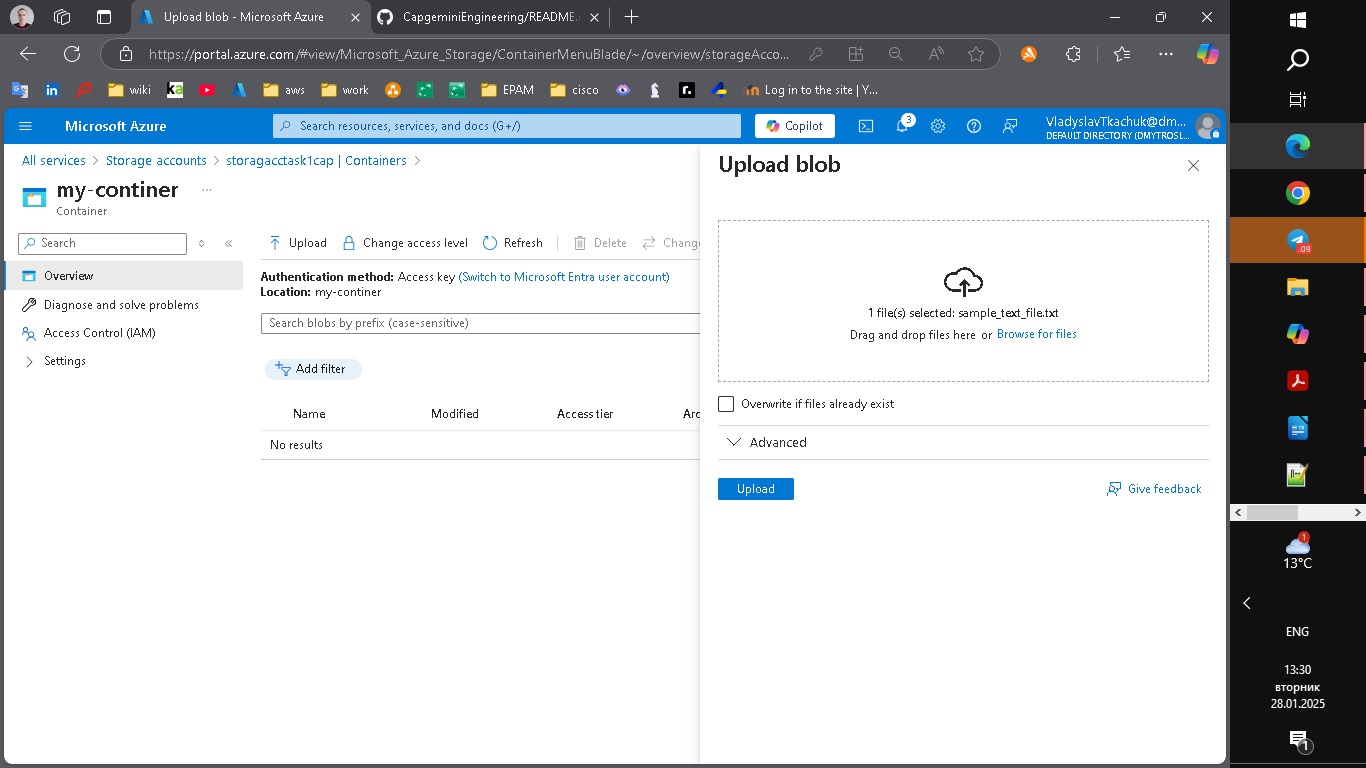 Upload blob - Microsoft Azure
CapgeminiEngineering/README.
https://portal.azure.com/#view/Microsoft_Azure_Storage/ContainerMenuBlade/~/overview/storageAcco...
wiki
ka
aws
work
EPAM
cisco
r.
Log in to the site | Y...
Microsoft Azure
Search resources, services, and docs (G+/)
Copilot
3
VladyslavTkachuk@dm...
DEFAULT DIRECTORY (DMYTROSL...
All services > Storage accounts > storagacctask1cap | Containers >
my-continer
...
Container
Search
Overview
Diagnose and solve problems
Access Control (IAM)
Settings
Upload
Change access level
Refresh
Delete
Change
Authentication method: Access key (Switch to Microsoft Entra user account)
Location: my-continer
Search blobs by prefix (case-sensitive)
Add filter
Name
Modified
Access tier
Arc
No results
Upload blob
1 file(s) selected: sample_text_file.txt
Drag and drop files here or Browse for files
Overwrite if files already exist
Advanced
Upload
Give feedback
.09
1
13°C
ENG
13:30
вторник
28.01.2025
1